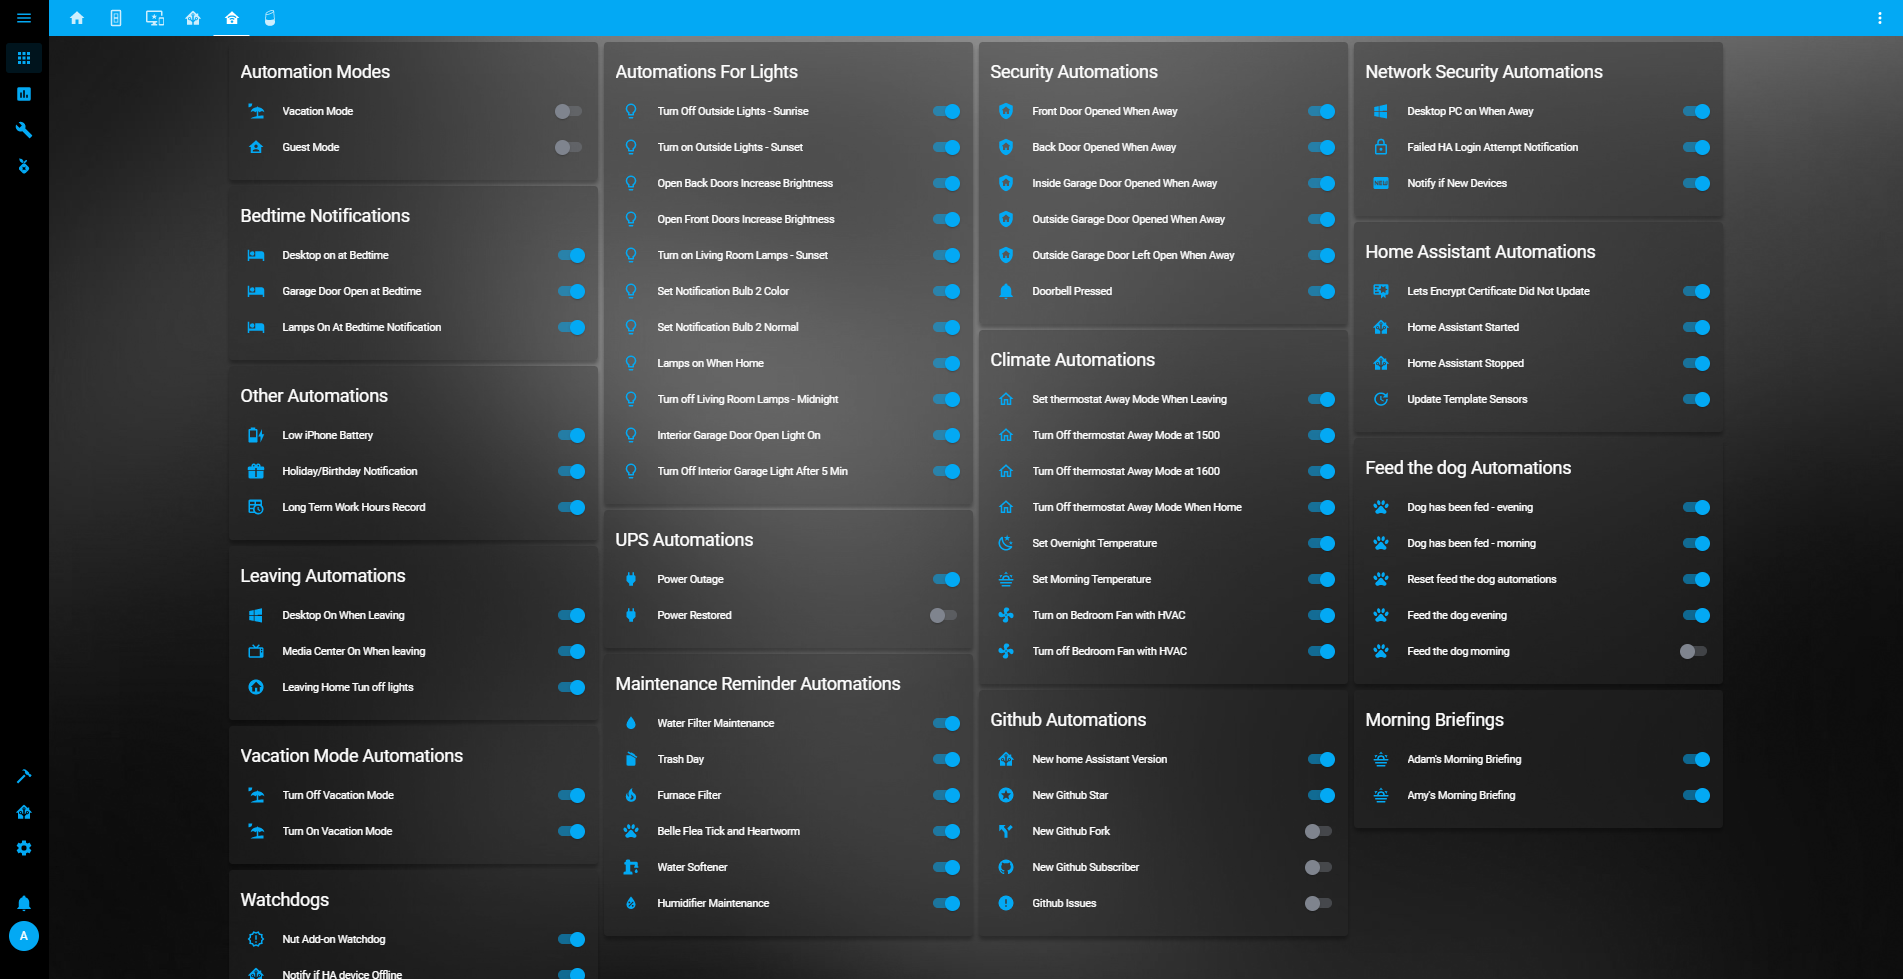 Automation Modes
Vacation Mode
Guest Mode
Bedtime Notifications
Desktop on at Bedtime
Garage Door Open at Bedtime
Lamps On At Bedtime Notification
Other Automations
Low iPhone Battery
Holiday/Birthday Notification
Long Term Work Hours Record
Leaving Automations
Desktop On When Leaving
Media Center On When leaving
Leaving Home Tun off lights
Vacation Mode Automations
Turn Off Vacation Mode
Turn On Vacation Mode
Watchdogs
Nut Add-on Watchdog
Notify if HA device Offline
Automations For Lights
Turn Off Outside Lights - Sunrise
Turn on Outside Lights - Sunset
Open Back Doors Increase Brightness
Open Front Doors Increase Brightness
Turn on Living Room Lamps - Sunset
Set Notification Bulb 2 Color
Set Notification Bulb 2 Normal
Lamps on When Home
Turn off Living Room Lamps - Midnight
Interior Garage Door Open Light On
Turn Off Interior Garage Light After 5 Min
UPS Automations
Power Outage
Power Restored
Maintenance Reminder Automations
Water Filter Maintenance
Trash Day
Furnace Filter
Belle Flea Tick and Heartworm
Water Softener
Humidifier Maintenance
Security Automations
Front Door Opened When Away
Back Door Opened When Away
Inside Garage Door Opened When Away
Outside Garage Door Opened When Away
Outside Garage Door Left Open When Away
Doorbell Pressed
Climate Automations
Set thermostat Away Mode When Leaving
Turn Off thermostat Away Mode at 1500
Turn Off thermostat Away Mode at 1600
Turn Off thermostat Away Mode When Home
Set Overnight Temperature
Set Morning Temperature
Turn on Bedroom Fan with HVAC
Turn off Bedroom Fan with HVAC
Github Automations
New home Assistant Version
New Github Star
New Github Fork
New Github Subscriber
Github Issues
Network Security Automations
Desktop PC on When Away
Failed HA Login Attempt Notification
NEW Notify if New Devices
Home Assistant Automations
Lets Encrypt Certificate Did Not Update
Home Assistant Started
Home Assistant Stopped
Update Template Sensors
Feed the dog Automations
Dog has been fed - evening
Dog has been fed - morning
Reset feed the dog automations
Feed the dog evening
Feed the dog morning
Morning Briefings
Adam's Morning Briefing
Amy's Morning Briefing
A